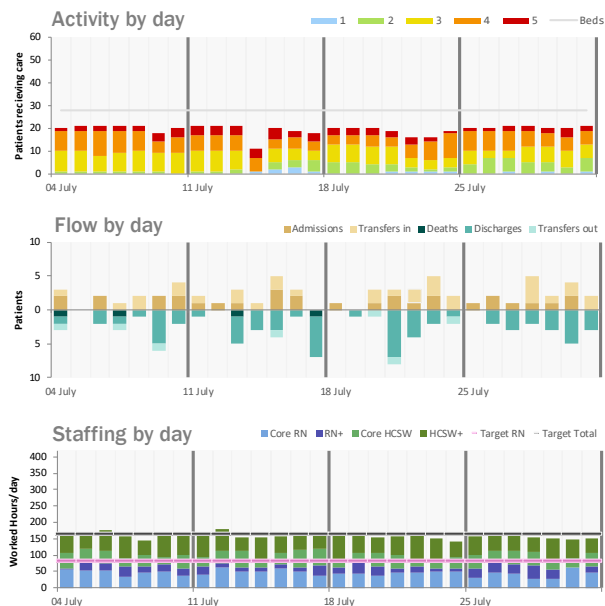 Activity by day
1 2 3 4 5 Beds
Patients recieving care
60
50
40
30
20
10
0
04 July 11 July 18 July 25 July
Flow by day
Admissions Transfers in Deaths Discharges Transfers out
Patients
10
5
0
5
10
04 July 11 July 18 July 25 July
Staffing by day
Core RN RN+ Core HCSW HCSW+ Target RN Target Total
Worked Hours/day
400
350
300
250
200
150
100
50
0
04 July 11 July 18 July 25 July